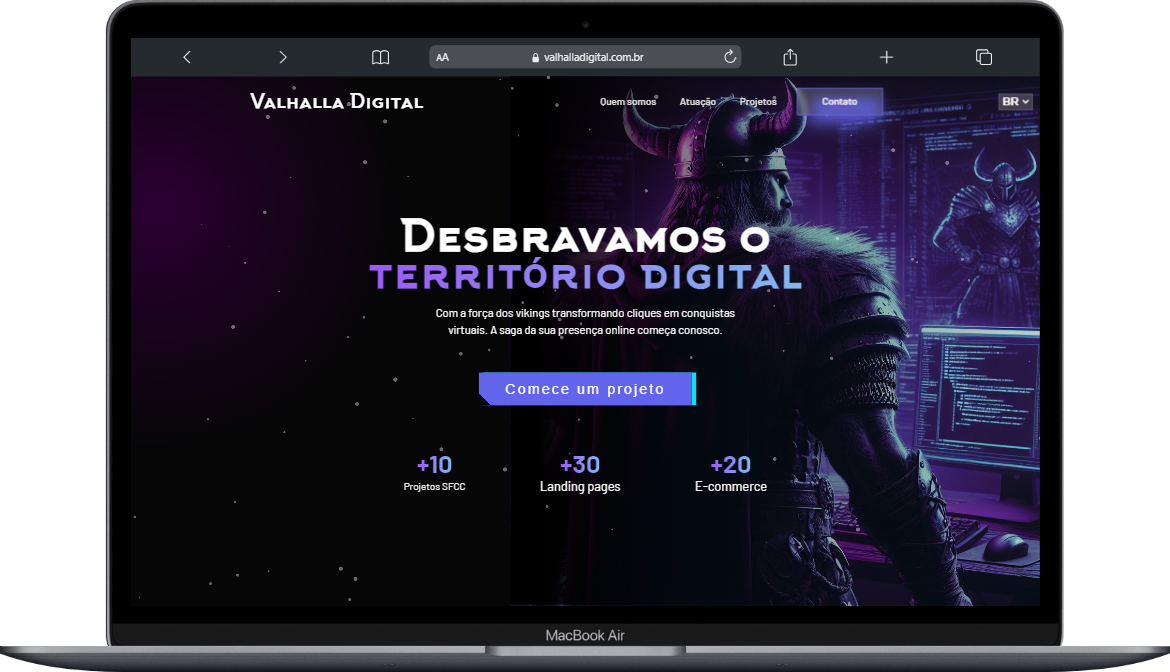 AA
valhalladigital.com.br
Valhalla Digital
Quem somos
Atuação
Projetos
Contato
BR
Desbravamos o
território digital
Com a força dos vikings transformando cliques em conquistas
virtuais. A saga da sua presença online começa conosco.
Comece um projeto
+10
Projetos SFCC
+30
Landing pages
+20
E-commerce
MacBook Air